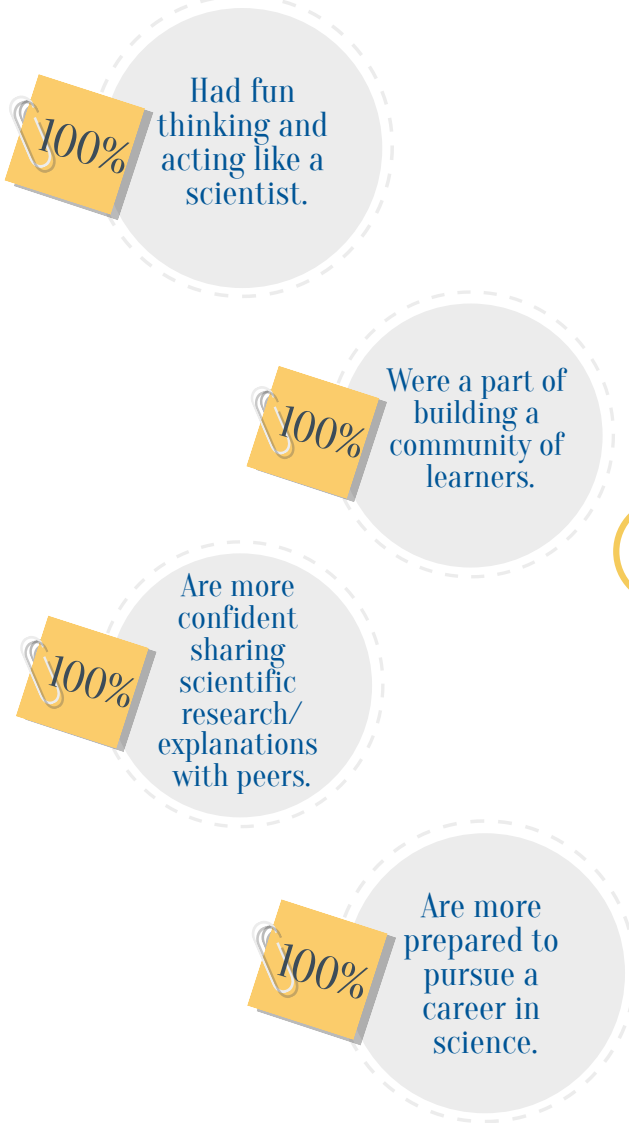 100%
Had fun
thinking and
acting like a
scientist.
100%
Were a part of
building a
community of
learners.
100%
Are more
confident
sharing
scientific
research/
explanations
with peers.
100%
Are more
prepared to
pursue a
career in
science.